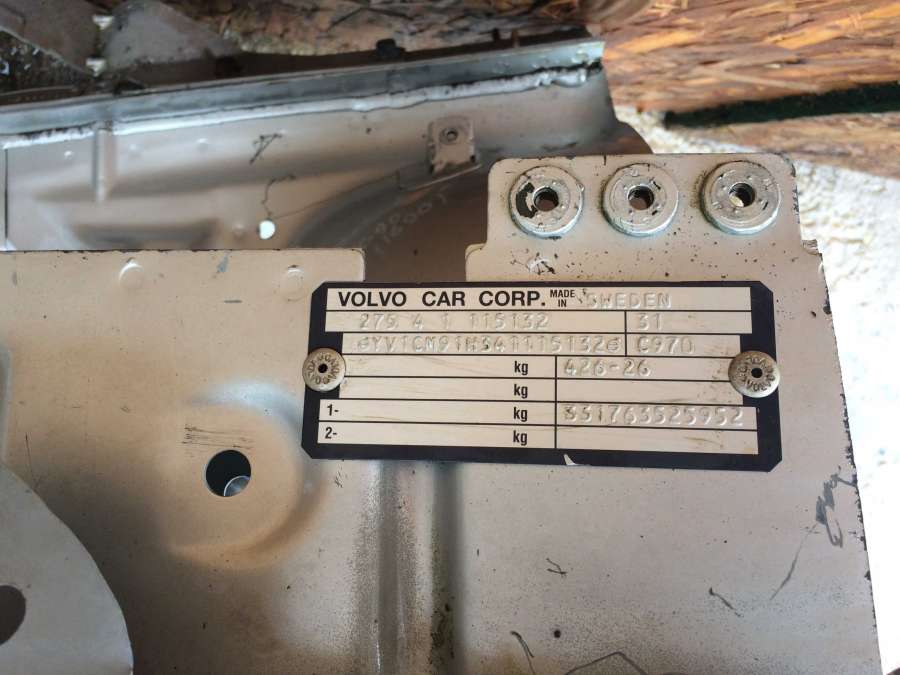 VOLVO CAR CORP. MADE IN SWEDEN
275 4 1 115132 31
YV1CM91H341115132 C970
kg 426-26
kg
1- kg 331763525952
2- kg